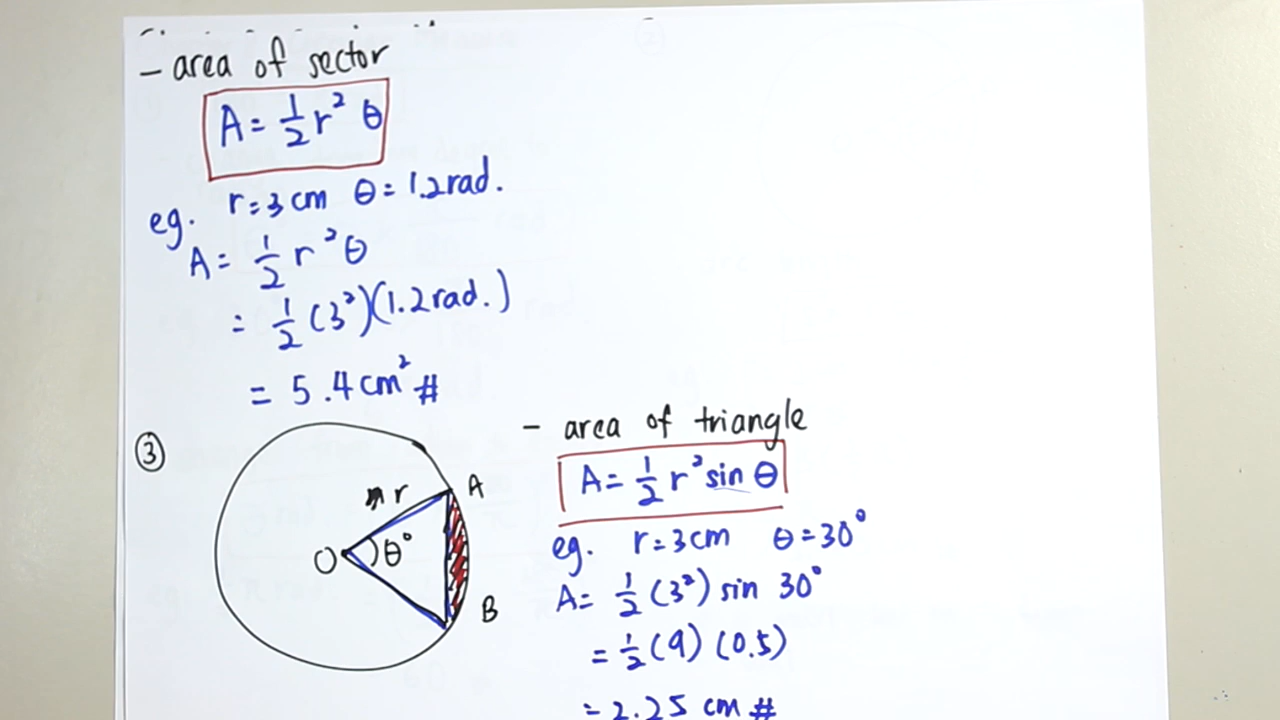 - area of sector
A = 1/2 r² θ
eg. r = 3 cm θ = 1.2 rad.
A = 1/2 r² θ
= 1/2 (3²)(1.2 rad.)
= 5.4 cm² #
③
r
A
O
θ°
B
- area of triangle
A = 1/2 r² sin θ
eg. r = 3 cm θ = 30°
A = 1/2 (3²) sin 30°
= 1/2 (9) (0.5)
= 2.25 cm #